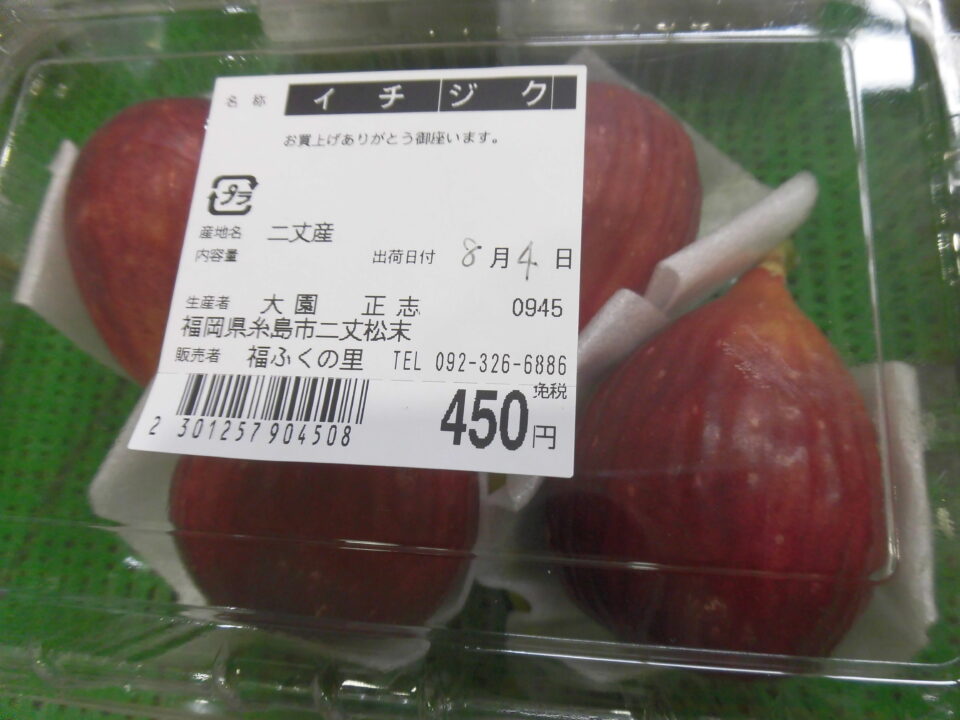 名称 イチジク
お買上げありがとう御座います。
プラ
産地名 二丈産
内容量 出荷日付 8月4日
生産者 大園 正志 0945
福岡県糸島市二丈松末
販売者 福ふくの里 TEL 092-326-6886
免税
2 301257904508 450円